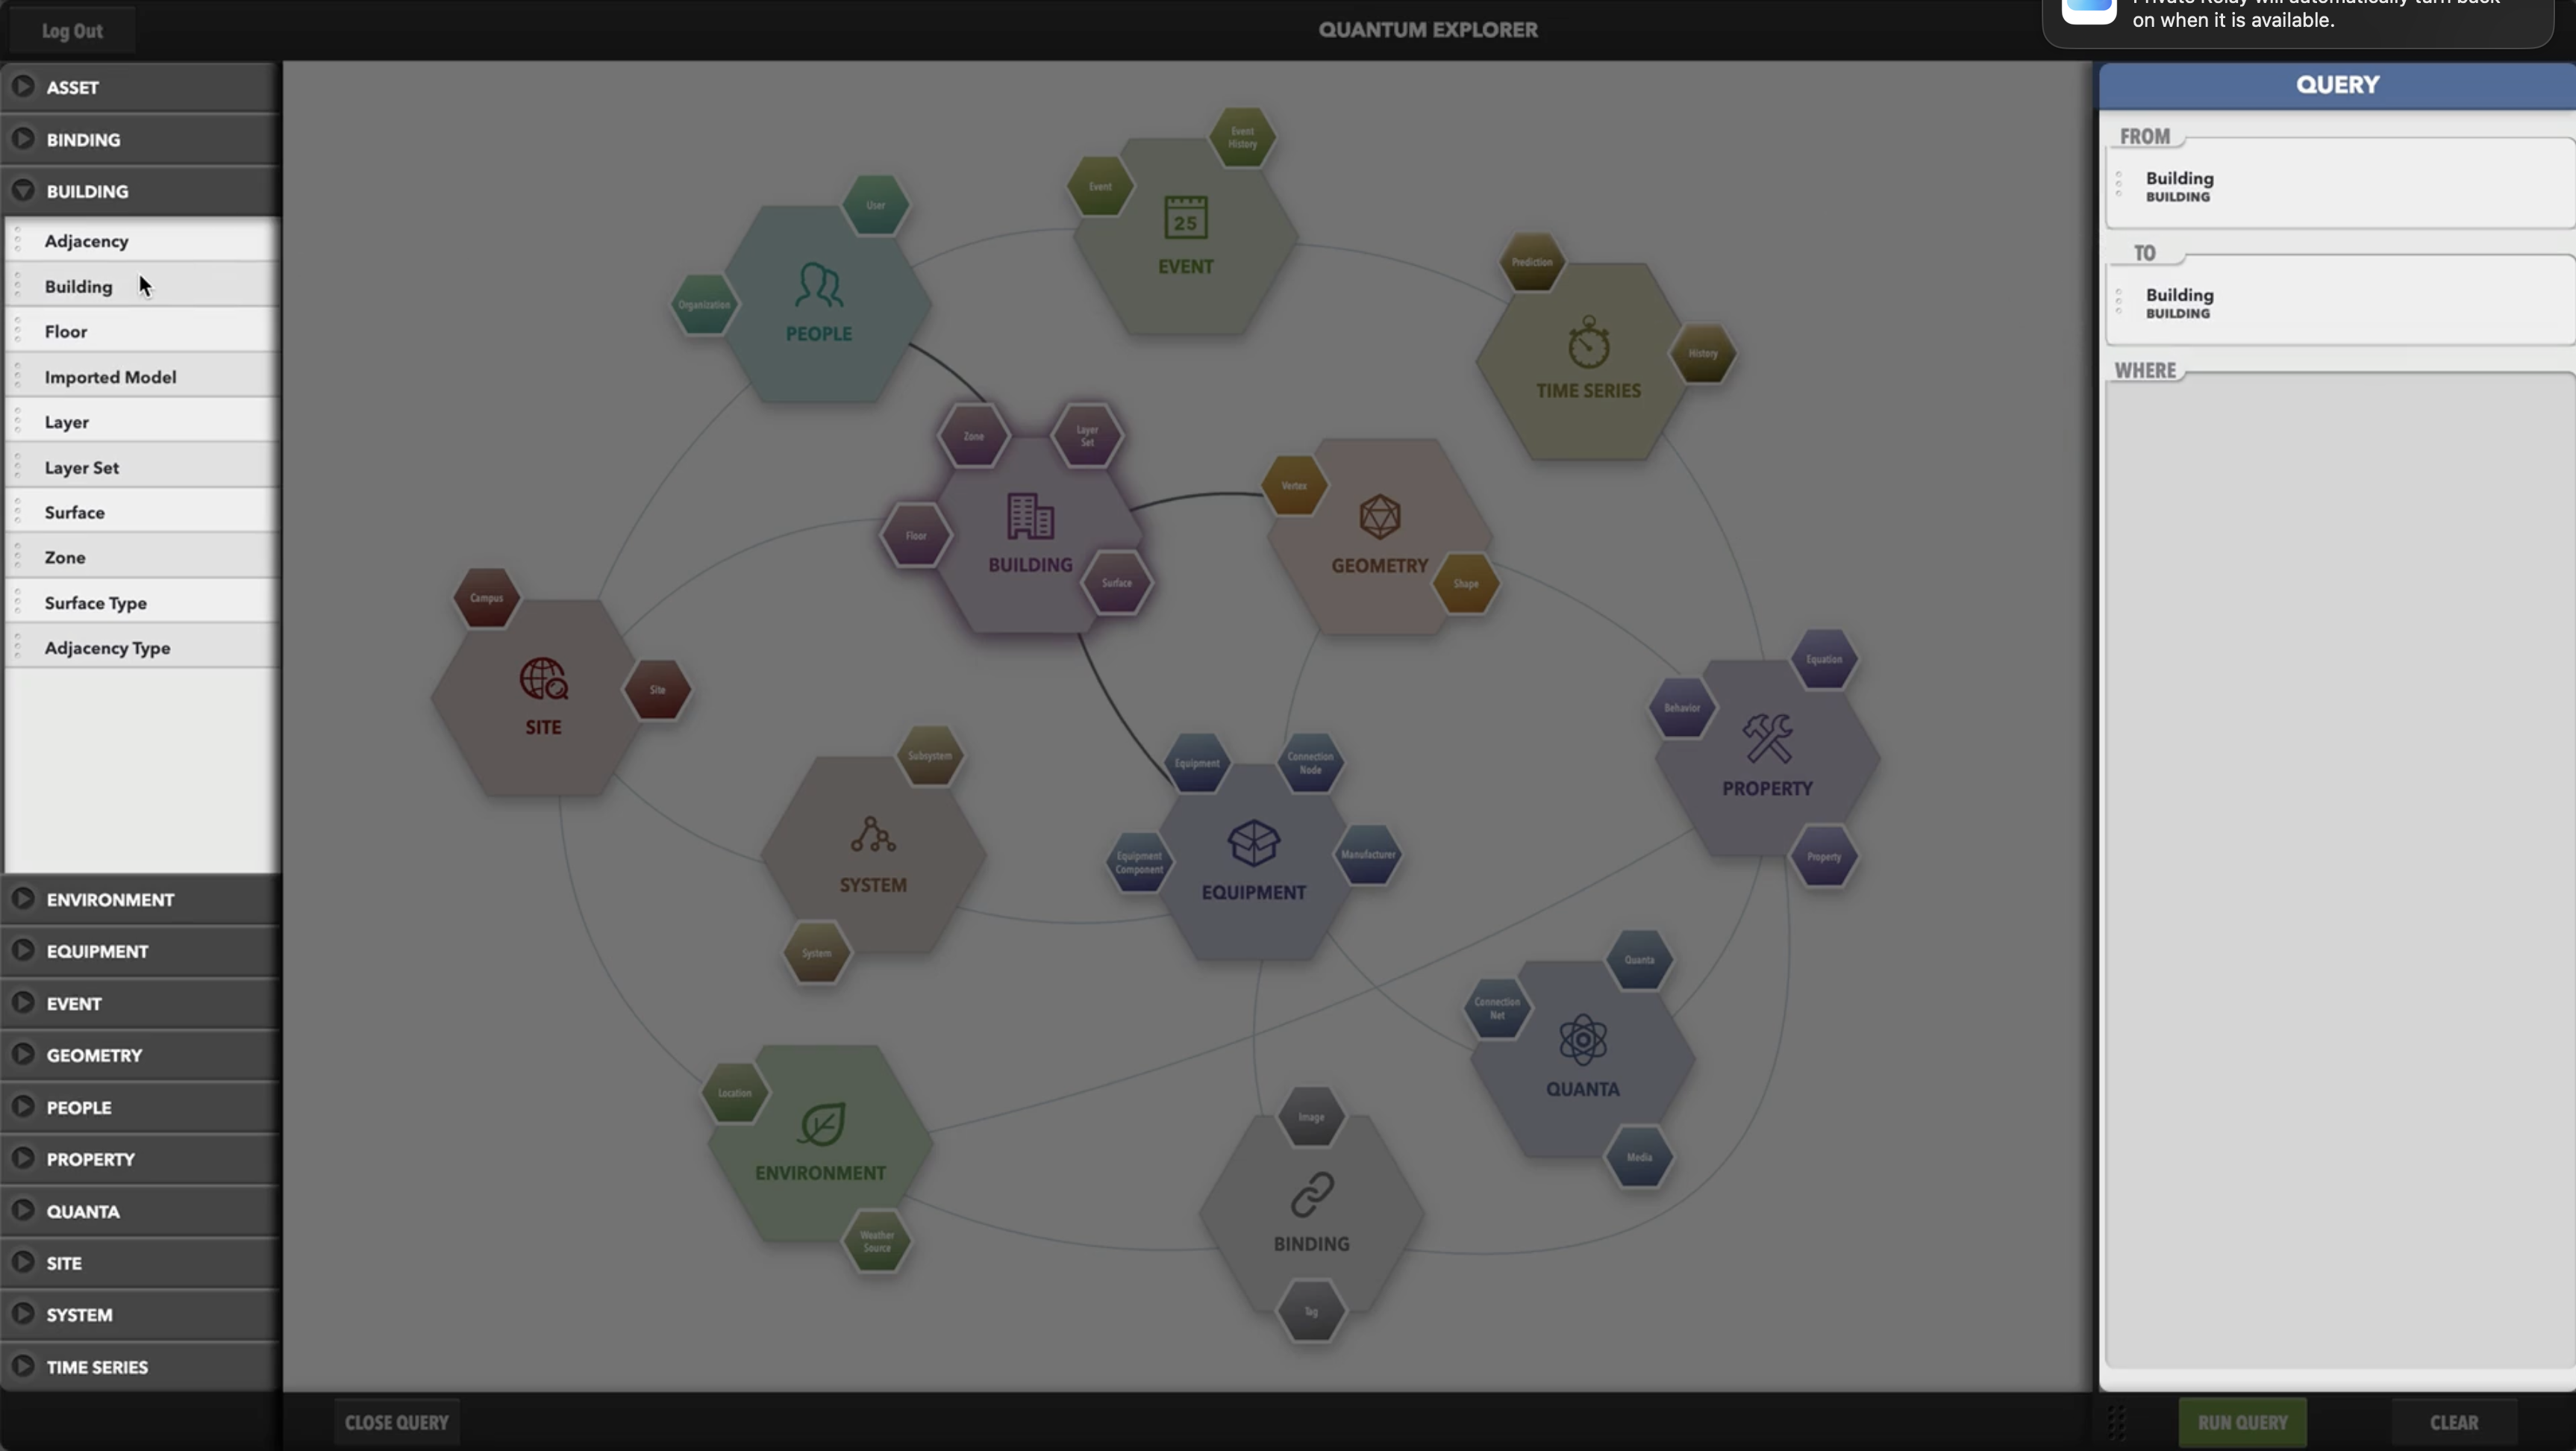 Log Out
QUANTUM EXPLORER
on when it is available.
ASSET
BINDING
BUILDING
Adjacency
Building
Floor
Imported Model
Layer
Layer Set
Surface
Zone
Surface Type
Adjacency Type
ENVIRONMENT
EQUIPMENT
EVENT
GEOMETRY
PEOPLE
PROPERTY
QUANTA
SITE
SYSTEM
TIME SERIES
Event
History
Event
25
EVENT
User
Organization
PEOPLE
Prediction
History
TIME SERIES
Zone
Layer
Set
Floor
Surface
BUILDING
Vertex
Shape
GEOMETRY
Campus
Site
SITE
Equation
Behavior
Property
PROPERTY
Subsystem
System
SYSTEM
Equipment
Connection
Node
Equipment
Component
Manufacturer
EQUIPMENT
Quanta
Connection
Net
Media
QUANTA
Location
Weather
Source
ENVIRONMENT
Image
Tag
BINDING
QUERY
FROM
Building
BUILDING
TO
Building
BUILDING
WHERE
CLOSE QUERY
RUN QUERY
CLEAR